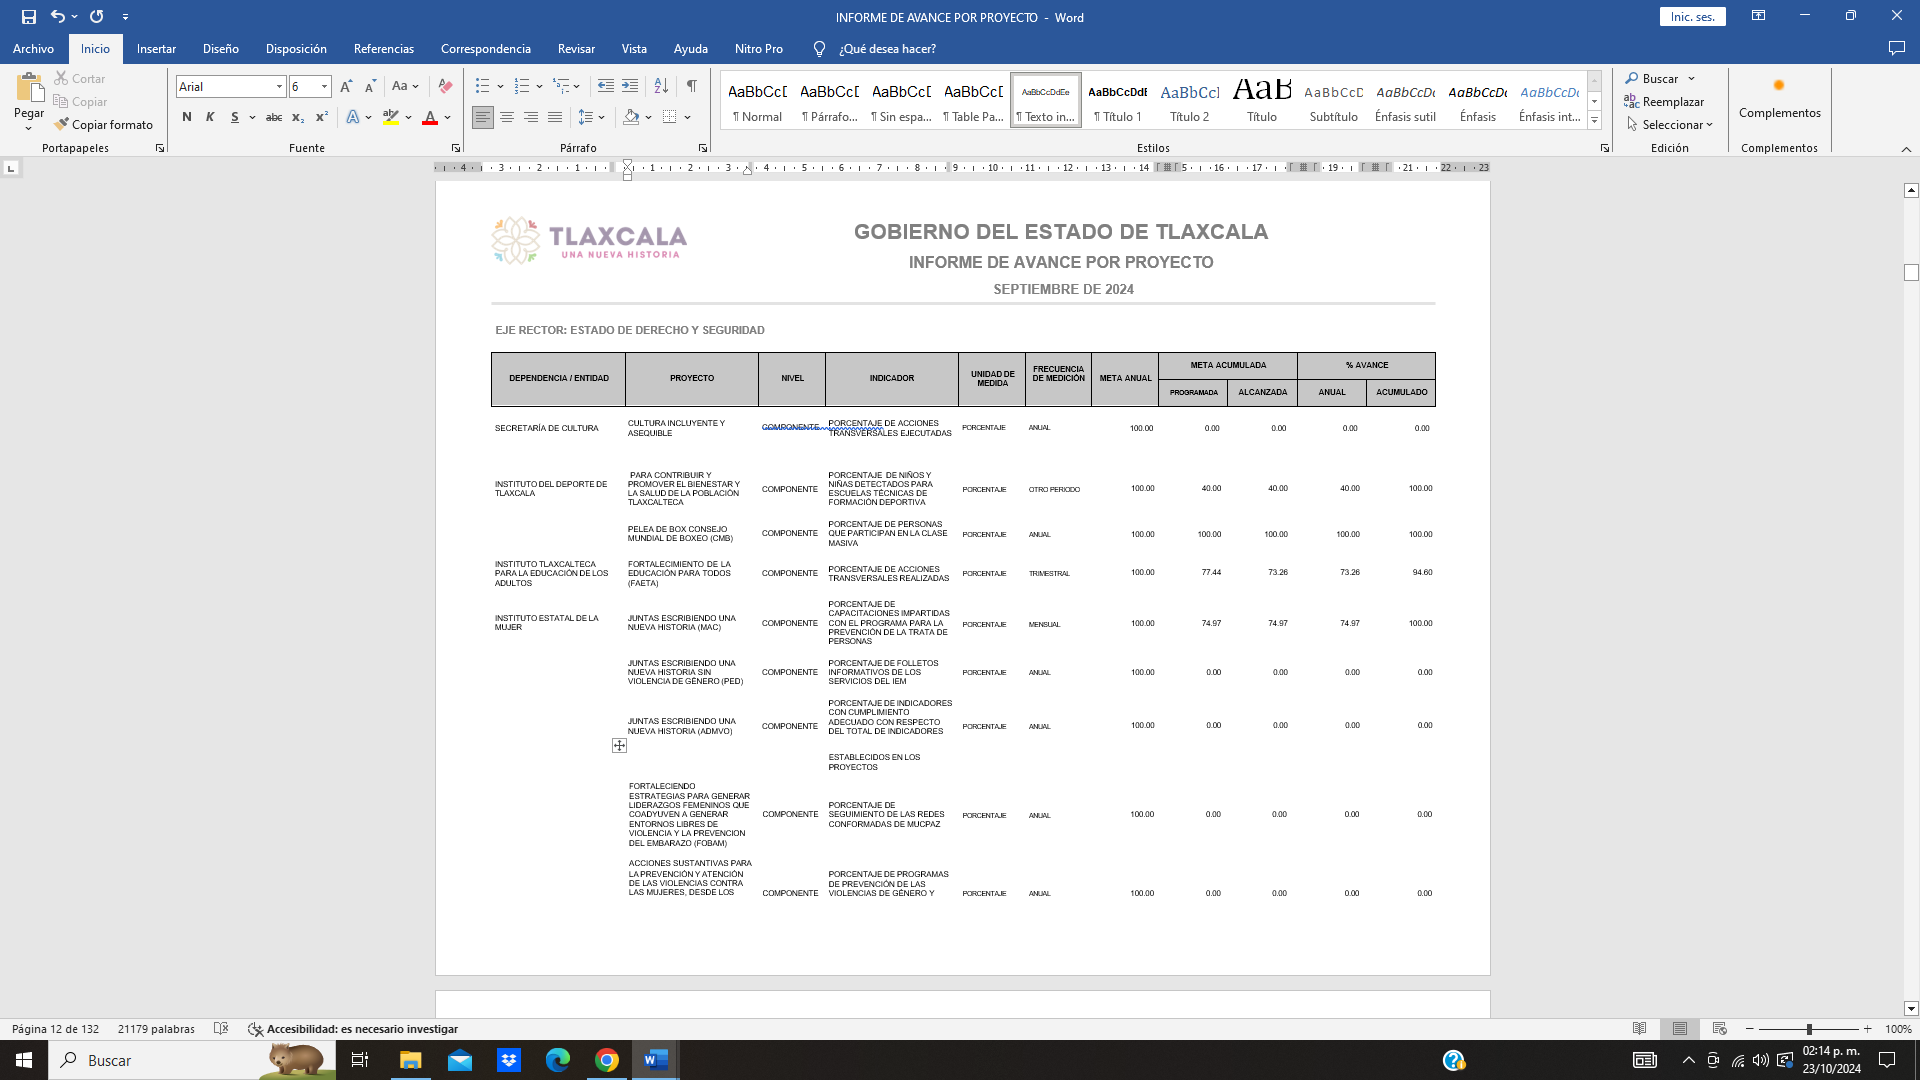 INFORME DE AVANCE POR PROYECTO - Word
Inic. ses.
Archivo Inicio Insertar Diseño Disposición Referencias Correspondencia Revisar Vista Ayuda Nitro Pro ¿Qué desea hacer?
Pegar
Cortar
Copiar
Copiar formato
Portapapeles
Arial 6
Fuente
Párrafo
AaBbCcI ¶ Normal
¶ Párrafo...
¶ Sin espa...
¶ Table Pa...
AaBbCcDdEe ¶ Texto in...
¶ Título 1
Título 2
Título
Subtítulo
Énfasis sutil
Énfasis
Énfasis int...
Estilos
Buscar
Reemplazar
Seleccionar
Edición
Complementos
Complementos
TLAXCALA
UNA NUEVA HISTORIA
GOBIERNO DEL ESTADO DE TLAXCALA
INFORME DE AVANCE POR PROYECTO
SEPTIEMBRE DE 2024
EJE RECTOR: ESTADO DE DERECHO Y SEGURIDAD
DEPENDENCIA / ENTIDAD
PROYECTO
NIVEL
INDICADOR
UNIDAD DE
MEDIDA
FRECUENCIA
DE MEDICIÓN
META ANUAL
META ACUMULADA
PROGRAMADA
ALCANZADA
% AVANCE
ANUAL
ACUMULADO
SECRETARÍA DE CULTURA
CULTURA INCLUYENTE Y
ASEQUIBLE
COMPONENTE
PORCENTAJE DE ACCIONES
TRANSVERSALES EJECUTADAS
PORCENTAJE
ANUAL
100.00 0.00 0.00 0.00 0.00
INSTITUTO DEL DEPORTE DE
TLAXCALA
PARA CONTRIBUIR Y
PROMOVER EL BIENESTAR Y
LA SALUD DE LA POBLACIÓN
TLAXCALTECA
COMPONENTE
PORCENTAJE DE NIÑOS Y
NIÑAS DETECTADOS PARA
ESCUELAS TÉCNICAS DE
FORMACIÓN DEPORTIVA
PORCENTAJE
OTRO PERIODO
100.00 40.00 40.00 40.00 100.00
PELEA DE BOX CONSEJO
MUNDIAL DE BOXEO (CMB)
COMPONENTE
PORCENTAJE DE PERSONAS
QUE PARTICIPAN EN LA CLASE
MASIVA
PORCENTAJE
ANUAL
100.00 100.00 100.00 100.00 100.00
INSTITUTO TLAXCALTECA
PARA LA EDUCACIÓN DE LOS
ADULTOS
FORTALECIMIENTO DE LA
EDUCACIÓN PARA TODOS
(FAETA)
COMPONENTE
PORCENTAJE DE ACCIONES
TRANSVERSALES REALIZADAS
PORCENTAJE
TRIMESTRAL
100.00 77.44 73.26 73.26 94.60
INSTITUTO ESTATAL DE LA
MUJER
JUNTAS ESCRIBIENDO UNA
NUEVA HISTORIA (MAC)
COMPONENTE
PORCENTAJE DE
CAPACITACIONES IMPARTIDAS
CON EL PROGRAMA PARA LA
PREVENCIÓN DE LA TRATA DE
PERSONAS
PORCENTAJE
MENSUAL
100.00 74.97 74.97 74.97 100.00
JUNTAS ESCRIBIENDO UNA
NUEVA HISTORIA SIN
VIOLENCIA DE GÉNERO (PED)
COMPONENTE
PORCENTAJE DE FOLLETOS
INFORMATIVOS DE LOS
SERVICIOS DEL IEM
PORCENTAJE
ANUAL
100.00 0.00 0.00 0.00 0.00
JUNTAS ESCRIBIENDO UNA
NUEVA HISTORIA (ADMVO)
COMPONENTE
PORCENTAJE DE INDICADORES
CON CUMPLIMIENTO
ADECUADO CON RESPECTO
DEL TOTAL DE INDICADORES
ESTABLECIDOS EN LOS
PROYECTOS
PORCENTAJE
ANUAL
100.00 0.00 0.00 0.00 0.00
FORTALECIENDO
ESTRATEGIAS PARA GENERAR
LIDERAZGOS FEMENINOS QUE
COADYUVEN A GENERAR
ENTORNOS LIBRES DE
VIOLENCIA Y LA PREVENCION
DEL EMBARAZO (FOBAM)
COMPONENTE
PORCENTAJE DE
SEGUIMIENTO DE LAS REDES
CONFORMADAS DE MUCPAZ
PORCENTAJE
ANUAL
100.00 0.00 0.00 0.00 0.00
ACCIONES SUSTANTIVAS PARA
LA PREVENCIÓN Y ATENCIÓN
DE LAS VIOLENCIAS CONTRA
LAS MUJERES, DESDE LOS
COMPONENTE
PORCENTAJE DE PROGRAMAS
DE PREVENCIÓN DE LAS
VIOLENCIAS DE GÉNERO Y
PORCENTAJE
ANUAL
100.00 0.00 0.00 0.00 0.00
Página 12 de 132 21179 palabras Accesibilidad: es necesario investigar 100%
Buscar
02:14 p. m.
23/10/2024